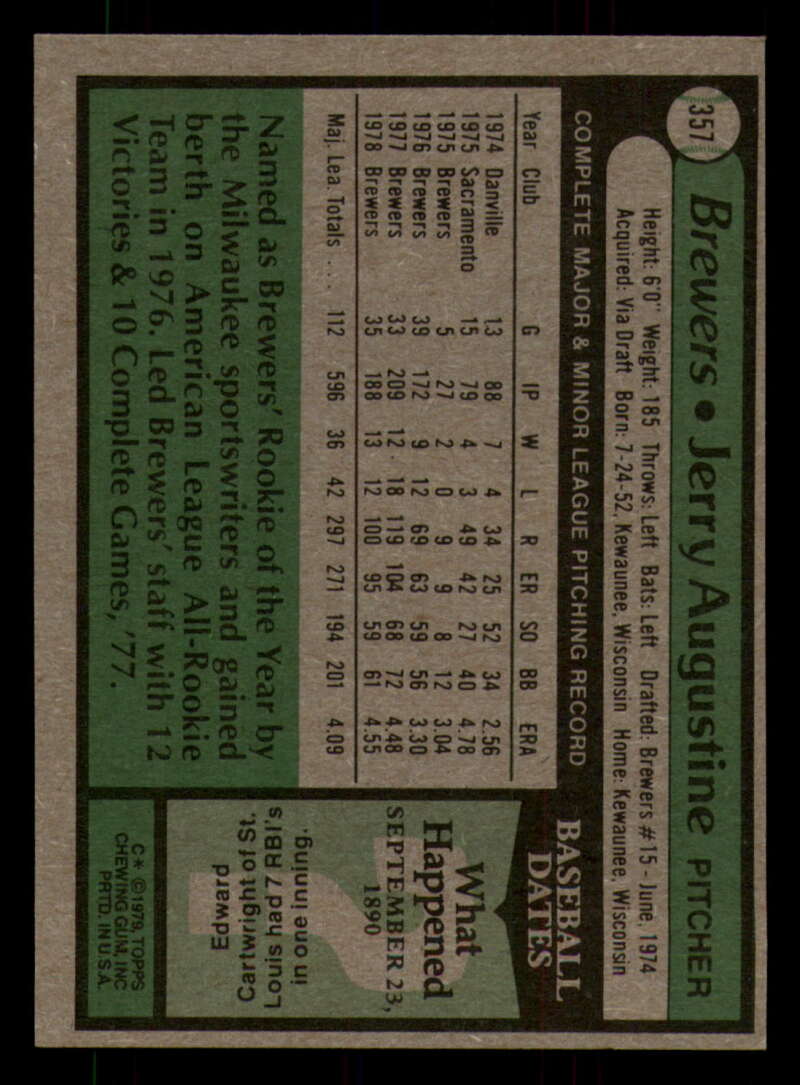 357
Brewers • Jerry Augustine PITCHER
Height: 6'0" Weight: 185 Throws: Left Bats: Left Drafted: Brewers #15 - June, 1974
Acquired: Via Draft Born: 7-24-52, Kewaunee, Wisconsin Home: Kewaunee, Wisconsin
COMPLETE MAJOR & MINOR LEAGUE PITCHING RECORD
Year Club G IP W L R ER SO BB ERA
1974 Danville 13 88 7 4 34 25 52 34 2.56
1975 Sacramento 15 79 4 3 49 42 27 40 4.78
1975 Brewers 5 27 2 0 9 9 8 12 3.04
1976 Brewers 39 172 9 12 69 63 59 56 3.30
1977 Brewers 33 209 12 18 119 104 68 72 4.48
1978 Brewers 35 188 13 12 100 95 59 61 4.55
Maj. Lea. Totals .... 112 596 36 42 297 271 194 201 4.09
Named as Brewers' Rookie of the Year by
the Milwaukee sportswriters and gained
berth on American League All-Rookie
Team in 1976. Led Brewers' staff with 12
Victories & 10 Complete Games, '77.
BASEBALL
DATES
What
Happened
SEPTEMBER 23,
1890
Edward
Cartwright of St.
Louis had 7 RBI's
in one inning.
C* ©1979, TOPPS
CHEWING GUM, INC
PRTD. IN U.S.A.